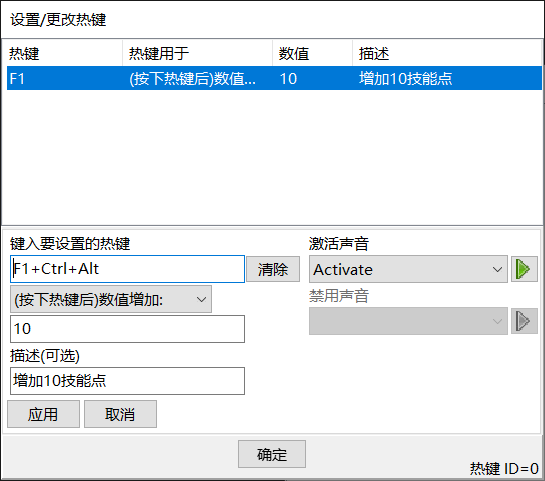 设置/更改热键
热键 热键用于 数值 描述
F1 (按下热键后)数值... 10 增加10技能点
键入要设置的热键 激活声音
F1+Ctrl+Alt 清除 Activate
禁用声音
(按下热键后)数值增加:
10
描述(可选)
增加10技能点
应用 取消
确定
热键 ID=0